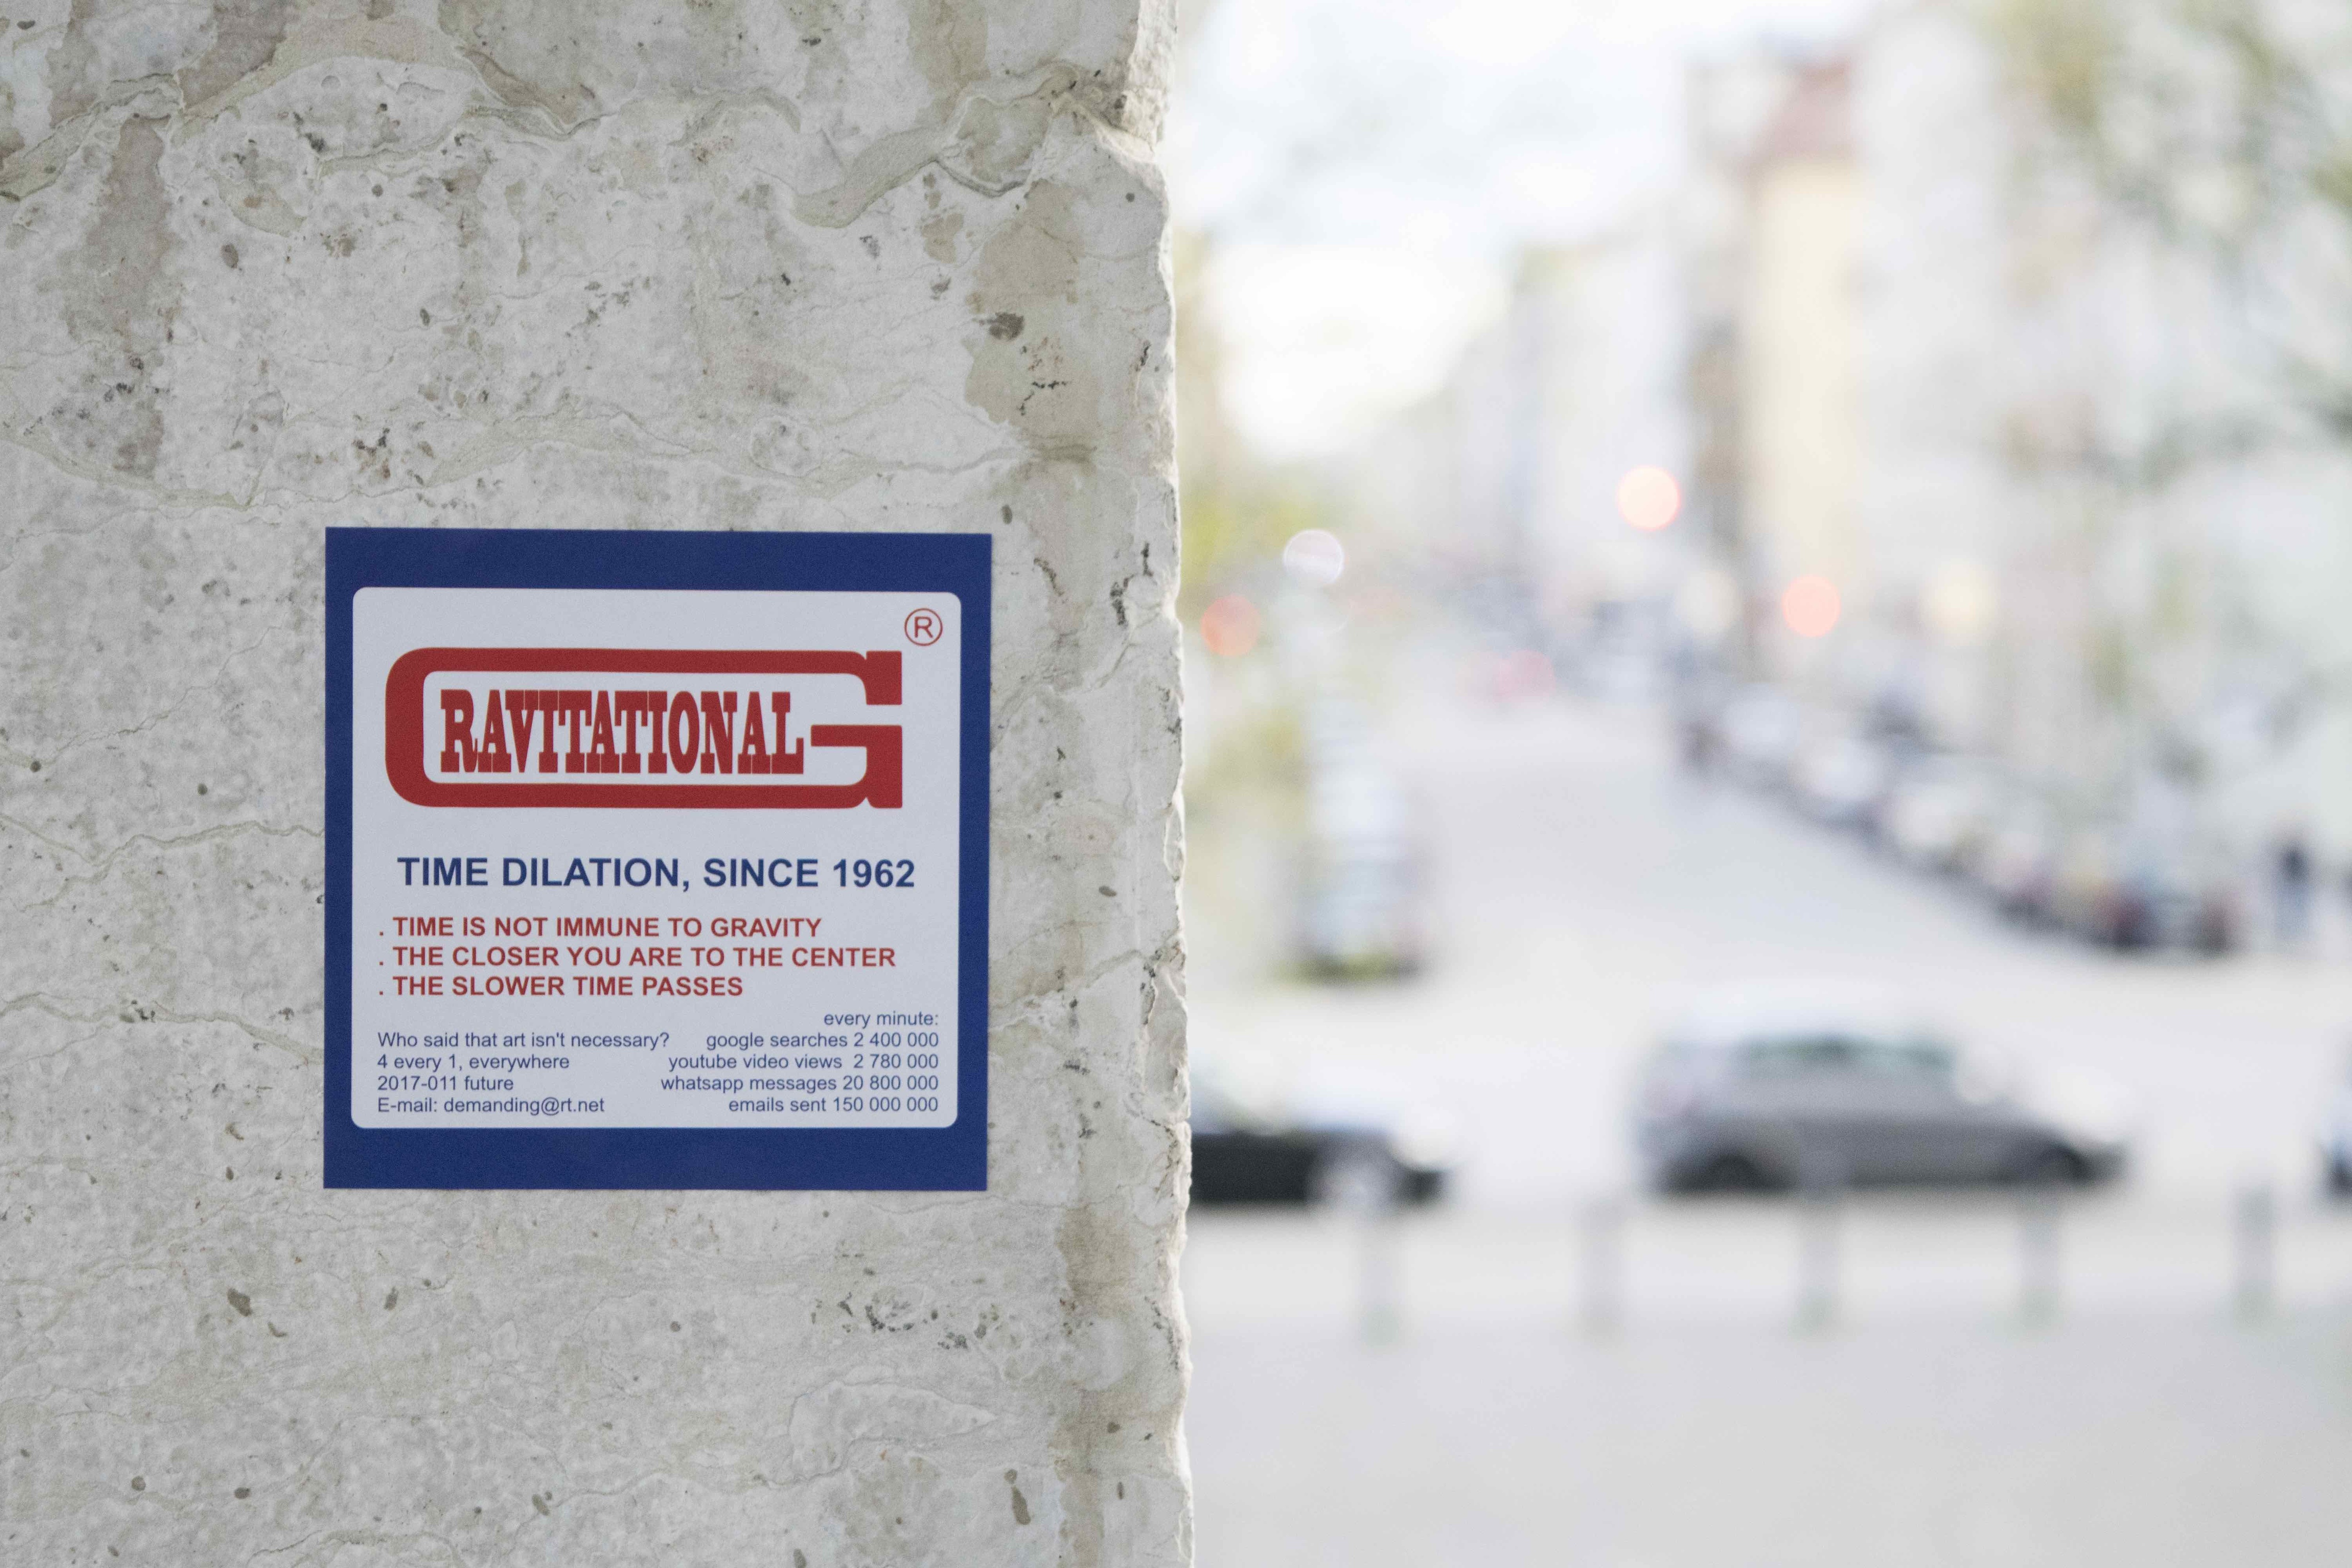 ®
GRAVITATIONAL
TIME DILATION, SINCE 1962
. TIME IS NOT IMMUNE TO GRAVITY
. THE CLOSER YOU ARE TO THE CENTER
. THE SLOWER TIME PASSES
Who said that art isn't necessary?
4 every 1, everywhere
2017-011 future
E-mail: demanding@rt.net
every minute:
google searches 2 400 000
youtube video views 2 780 000
whatsapp messages 20 800 000
emails sent 150 000 000